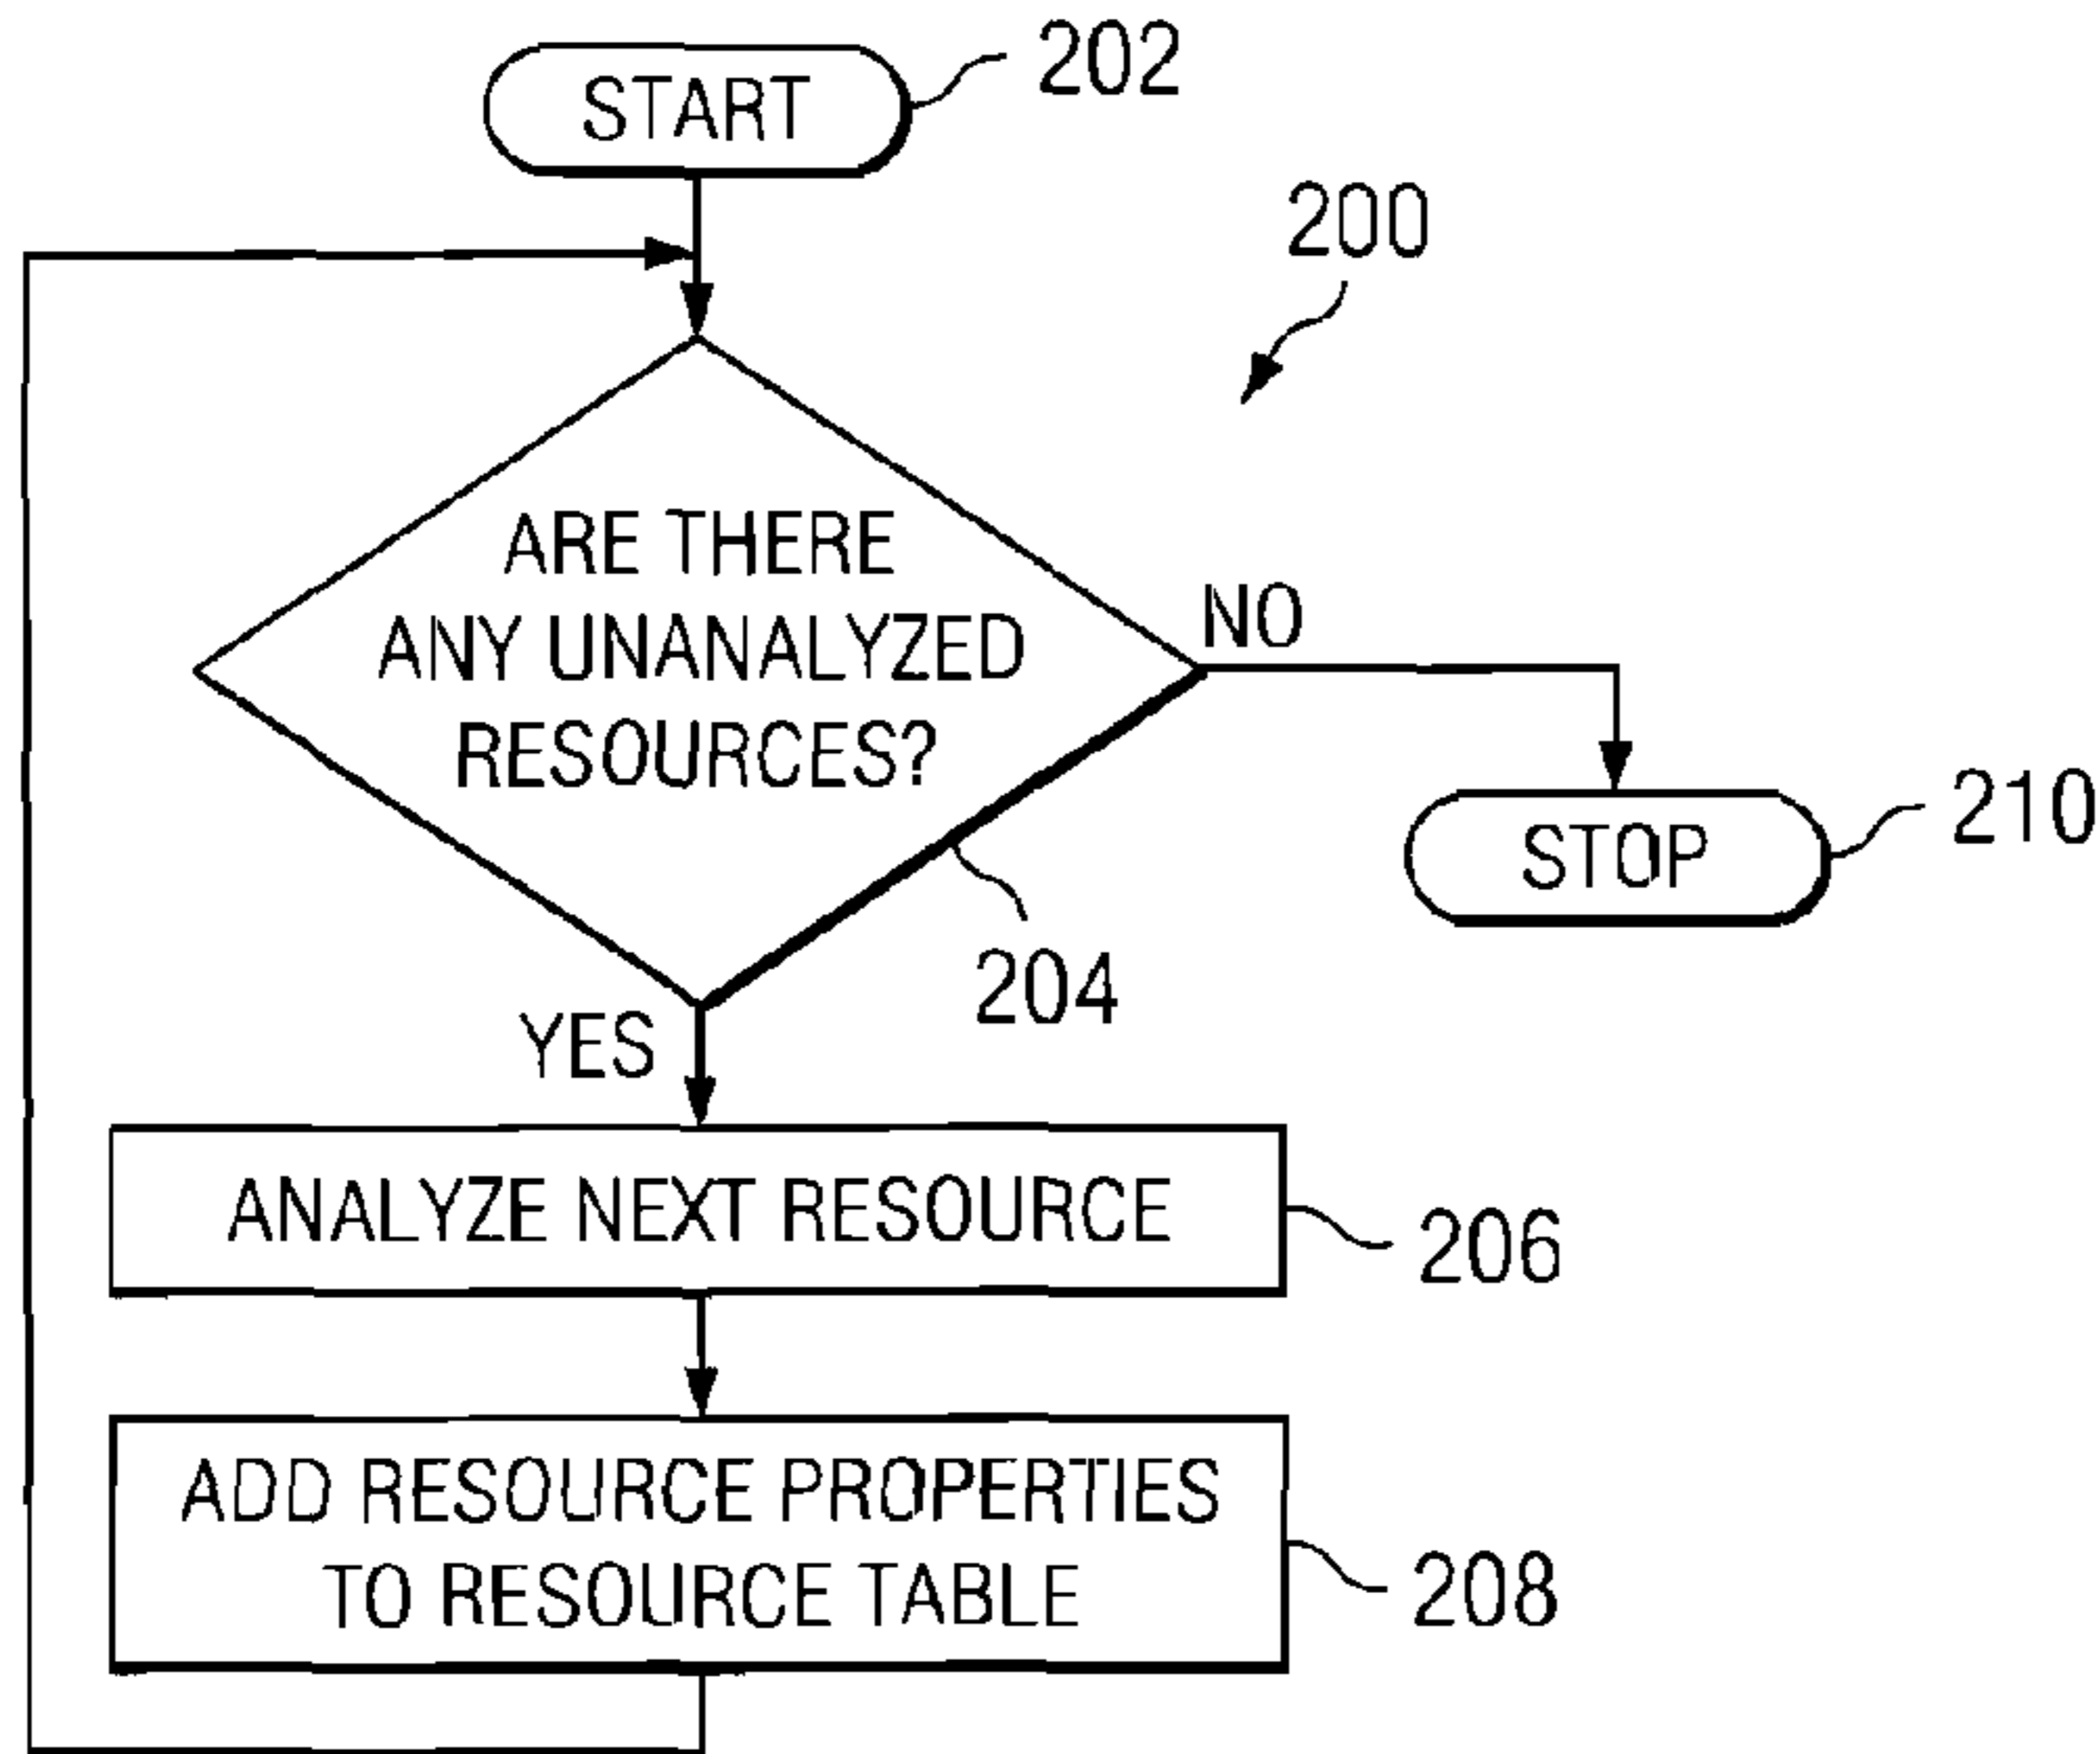 START
202
200
ARE THERE
ANY UNANALYZED
RESOURCES?
NO
STOP
210
204
YES
ANALYZE NEXT RESOURCE
206
ADD RESOURCE PROPERTIES
TO RESOURCE TABLE
208